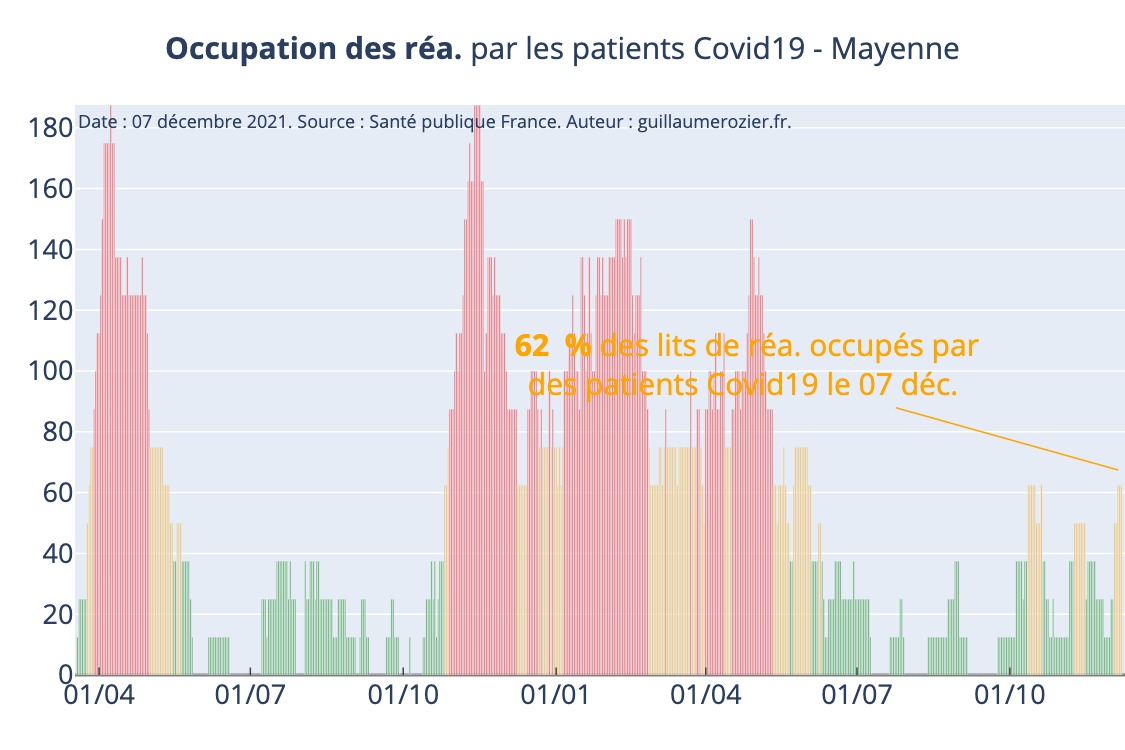 Occupation des réa. par les patients Covid19 - Mayenne
180
Date : 07 décembre 2021. Source : Santé publique France. Auteur : guillaumerozier.fr.
160
140
120
62 % des lits de réa. occupés par
100
des patients Covid19 le 07 déc.
80
60
40
20
0
01/04 01/07 01/10 01/01 01/04 01/07 01/10